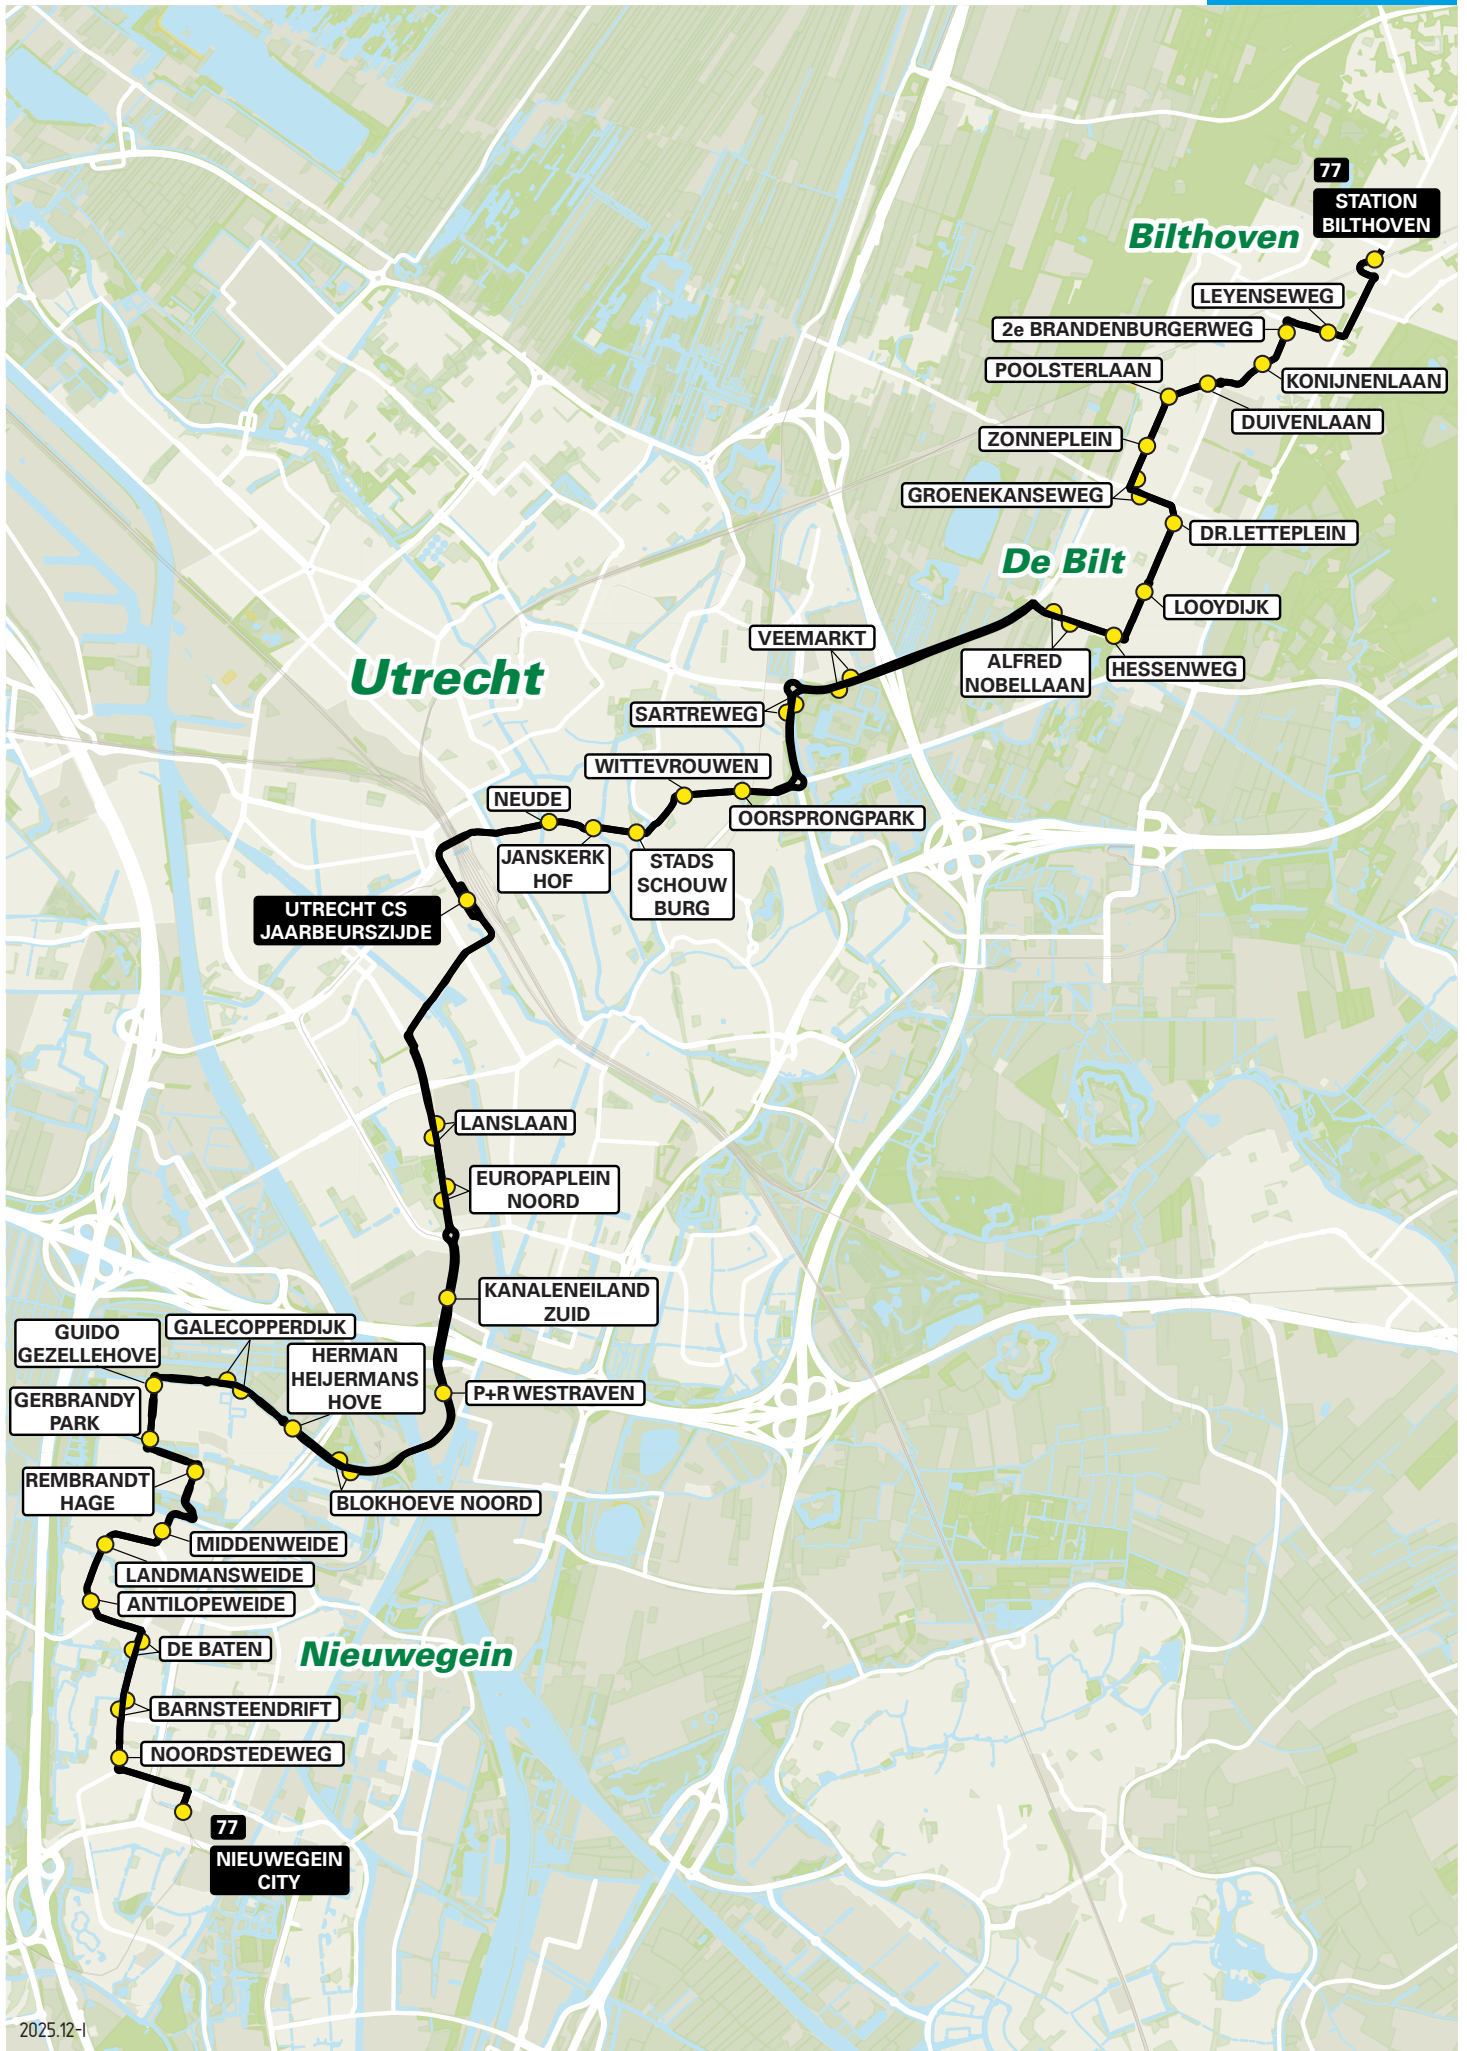 77
STATION
BILTHOVEN
Bilthoven
LEYENSEWEG
2e BRANDENBURGERWEG
POOLSTERLAAN
KONIJNENLAAN
DUIVENLAAN
ZONNEPLEIN
GROENEKANSEWEG
DR.LETTEPLEIN
De Bilt
LOOYDIJK
VEEMARKT
ALFRED
NOBELLAAN
HESSENWEG
Utrecht
SARTREWEG
WITTEVROUWEN
NEUDE
OORSPRONGPARK
JANSKERK
HOF
STADS
SCHOUW
BURG
UTRECHT CS
JAARBEURSZIJDE
LANSLAAN
EUROPAPLEIN
NOORD
KANALENEILAND
ZUID
GUIDO
GEZELLEHOVE
GALECOPPERDIJK
HERMAN
HEIJERMANS
HOVE
P+R WESTRAVEN
GERBRANDY
PARK
REMBRANDT
HAGE
BLOKHOEVE NOORD
MIDDENWEIDE
LANDMANSWEIDE
ANTILOPEWEIDE
DE BATEN
Nieuwegein
BARNSTEENDRIFT
NOORDSTEDEWEG
77
NIEUWEGEIN
CITY
2025.12-I